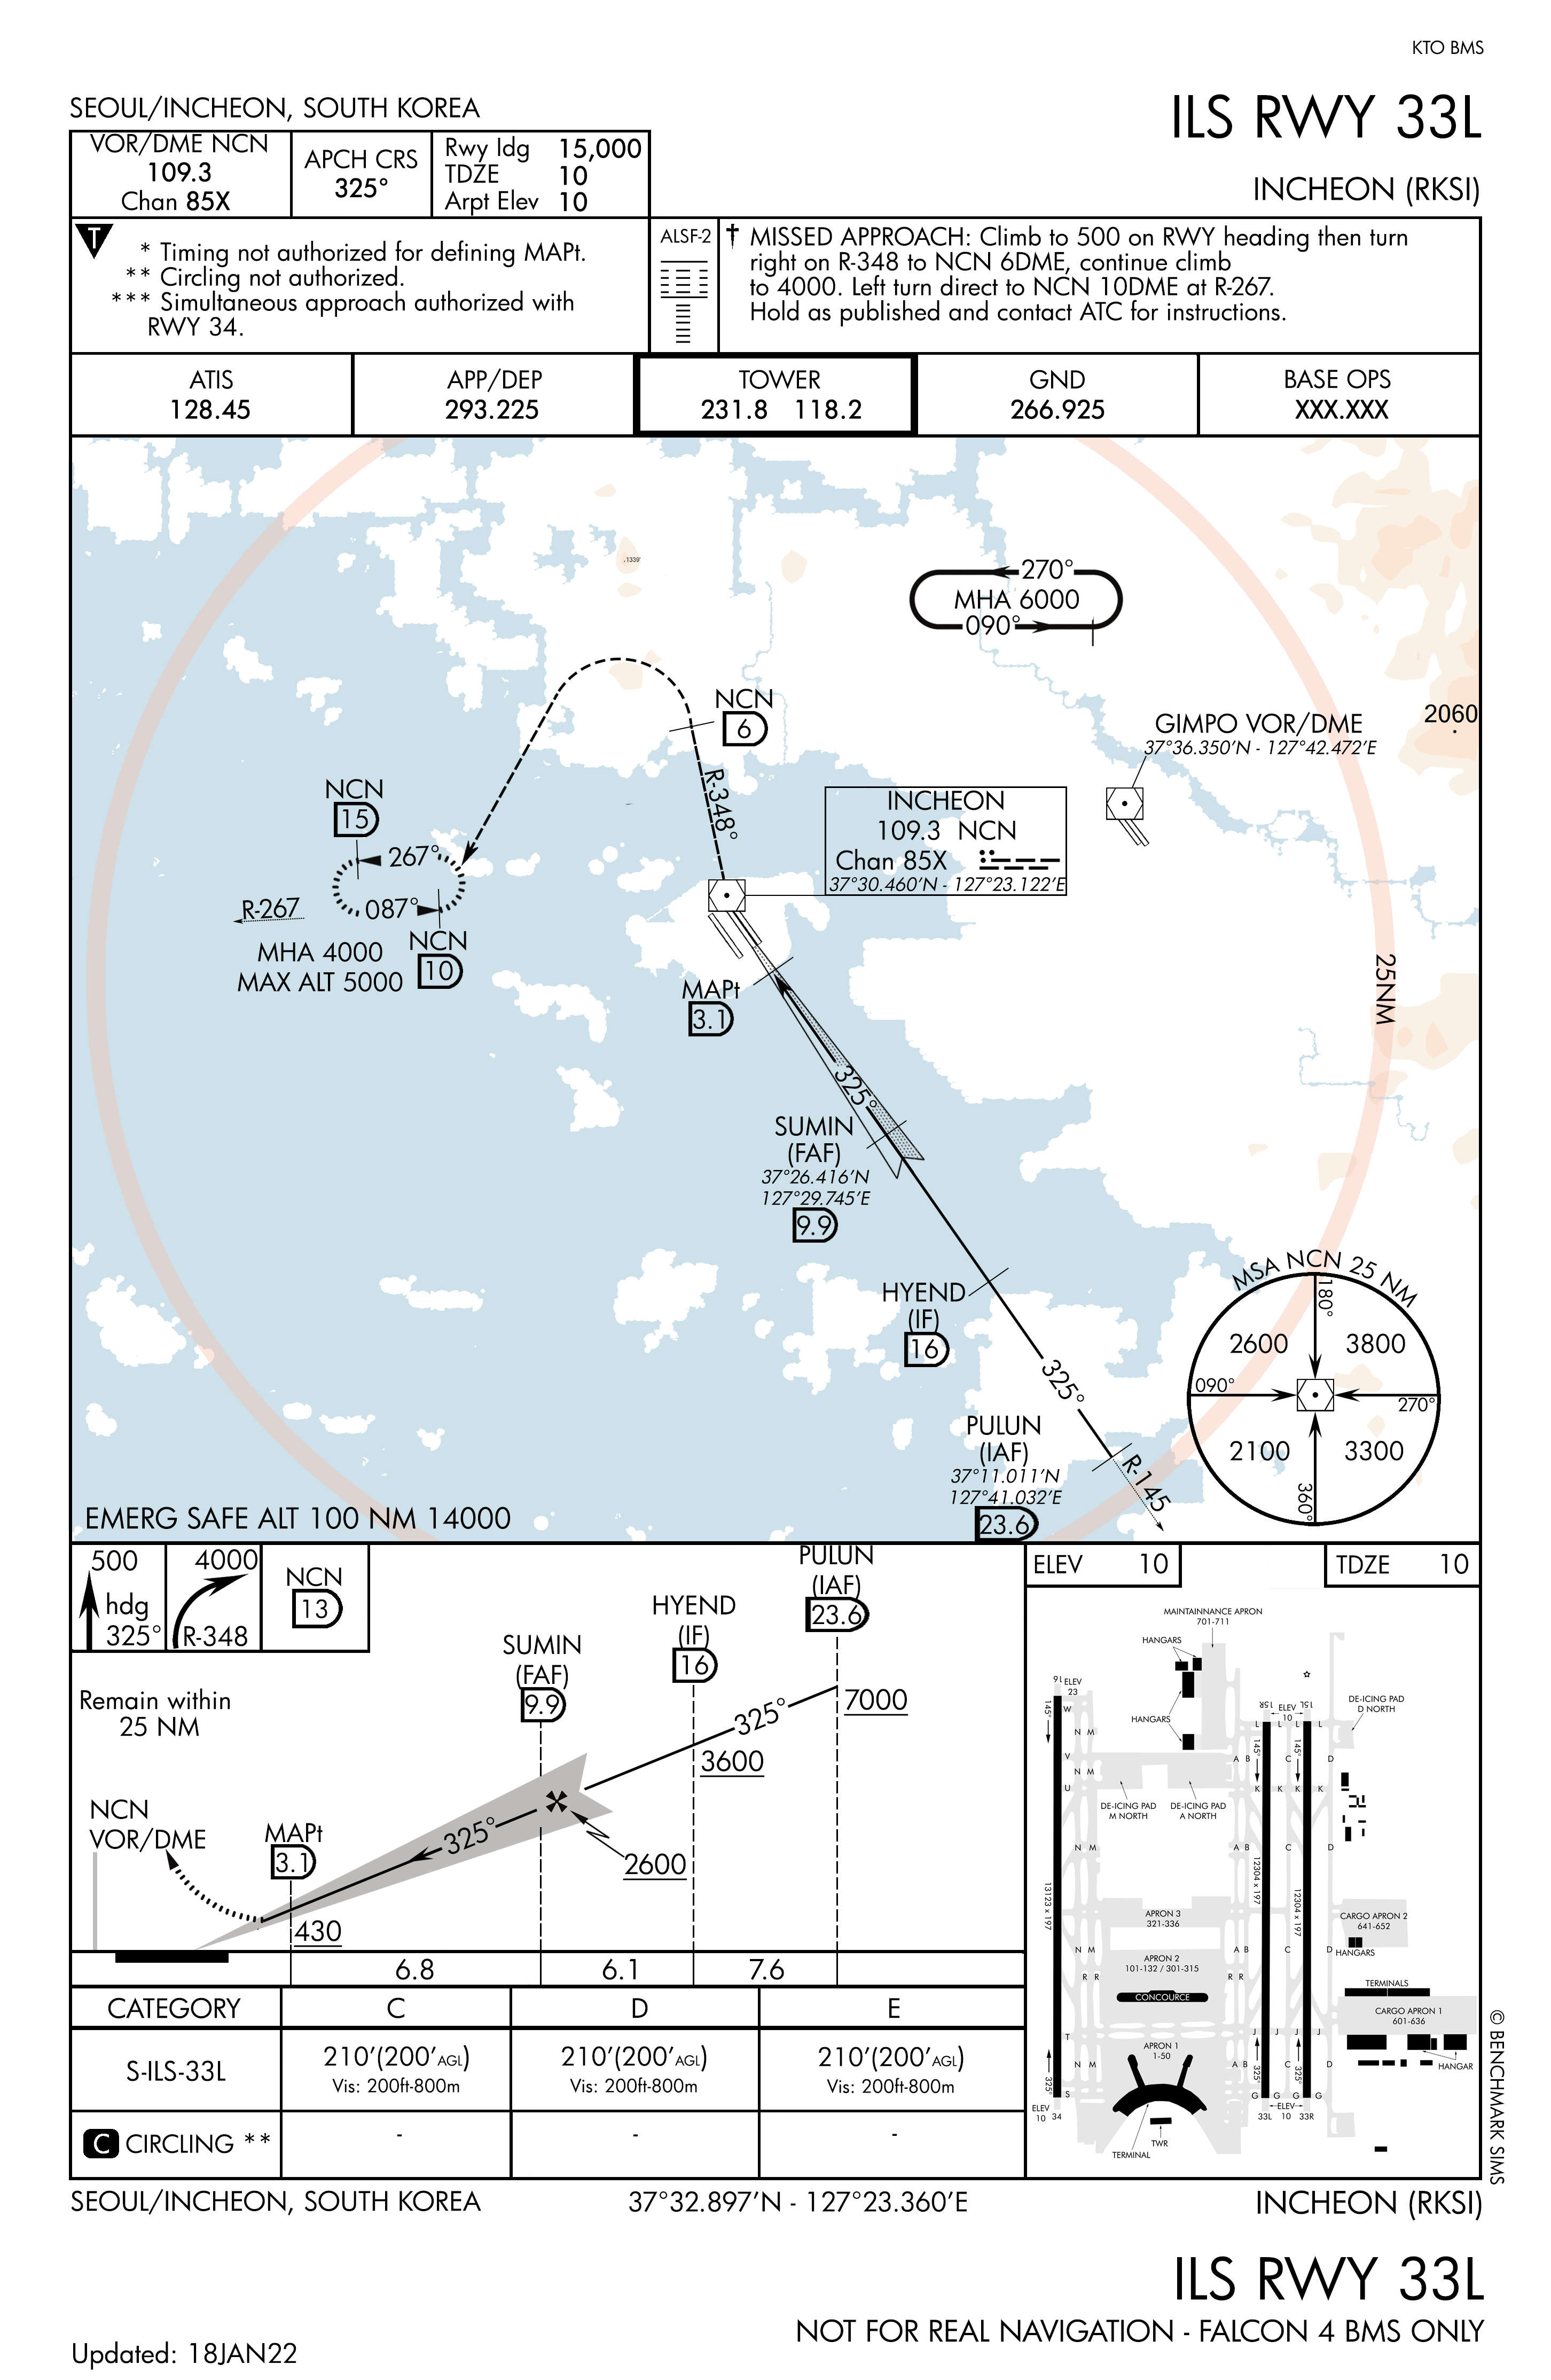 KTO BMS
SEOUL/INCHEON, SOUTH KOREA
ILS RWY 33L
INCHEON (RKSI)
VOR/DME NCN
109.3
Chan 85X
APCH CRS
325°
Rwy ldg 15,000
TDZE 10
Arpt Elev 10
T
* Timing not authorized for defining MAPt.
** Circling not authorized.
*** Simultaneous approach authorized with
RWY 34.
ALSF-2
† MISSED APPROACH: Climb to 500 on RWY heading then turn
right on R-348 to NCN 6DME, continue climb
to 4000. Left turn direct to NCN 10DME at R-267.
Hold as published and contact ATC for instructions.
ATIS
128.45
APP/DEP
293.225
TOWER
231.8 118.2
GND
266.925
BASE OPS
XXX.XXX
.1339'
270°
MHA 6000
090°
NCN
6
GIMPO VOR/DME
37°36.350'N - 127°42.472'E
2060
R-348°
NCN
15
267°
087°
R-267
MHA 4000
MAX ALT 5000
NCN
10
INCHEON
109.3 NCN
Chan 85X
37°30.460'N - 127°23.122'E
25NM
MAPt
3.1
325°
SUMIN
(FAF)
37°26.416'N
127°29.745'E
9.9
HYEND
(IF)
16
325°
PULUN
(IAF)
37°11.011'N
127°41.032'E
23.6
R-145
MSA NCN 25 NM
180°
2600 3800
090°
270°
2100 3300
360°
EMERG SAFE ALT 100 NM 14000
500
hdg
325°
4000
R-348
NCN
13
Remain within
25 NM
PULUN
(IAF)
23.6
HYEND
(IF)
16
SUMIN
(FAF)
9.9
7000
325°
3600
NCN
VOR/DME
MAPt
3.1
325°
2600
430
6.8 6.1 7.6
CATEGORY C D E
S-ILS-33L
210'(200'AGL)
Vis: 200ft-800m
210'(200'AGL)
Vis: 200ft-800m
210'(200'AGL)
Vis: 200ft-800m
C CIRCLING ** - - -
ELEV 10
TDZE 10
MAINTAINNANCE APRON
701-711
HANGARS
16
ELEV
23
145°
HANGARS
15R
ELEV
10
15L
DE-ICING PAD
D NORTH
W
L L L L
N M
145°
145°
V
A B C D
N M
U
K K K K
DE-ICING PAD
M NORTH
DE-ICING PAD
A NORTH
N M
A B C D
13123 x 197
12304 x 197
12304 x 197
APRON 3
321-336
CARGO APRON 2
641-652
HANGARS
N M
A B C D
APRON 2
101-132 / 301-315
R R
R R
CONCOURCE
TERMINALS
CARGO APRON 1
601-636
T
J J J J
APRON 1
1-50
N M
A B C D
HANGAR
325°
325°
325°
S
G G G G
ELEV
10 34
33L
ELEV
10
33R
TWR
TERMINAL
© BENCHMARK SIMS
SEOUL/INCHEON, SOUTH KOREA
37°32.897'N - 127°23.360'E
INCHEON (RKSI)
ILS RWY 33L
NOT FOR REAL NAVIGATION - FALCON 4 BMS ONLY
Updated: 18JAN22